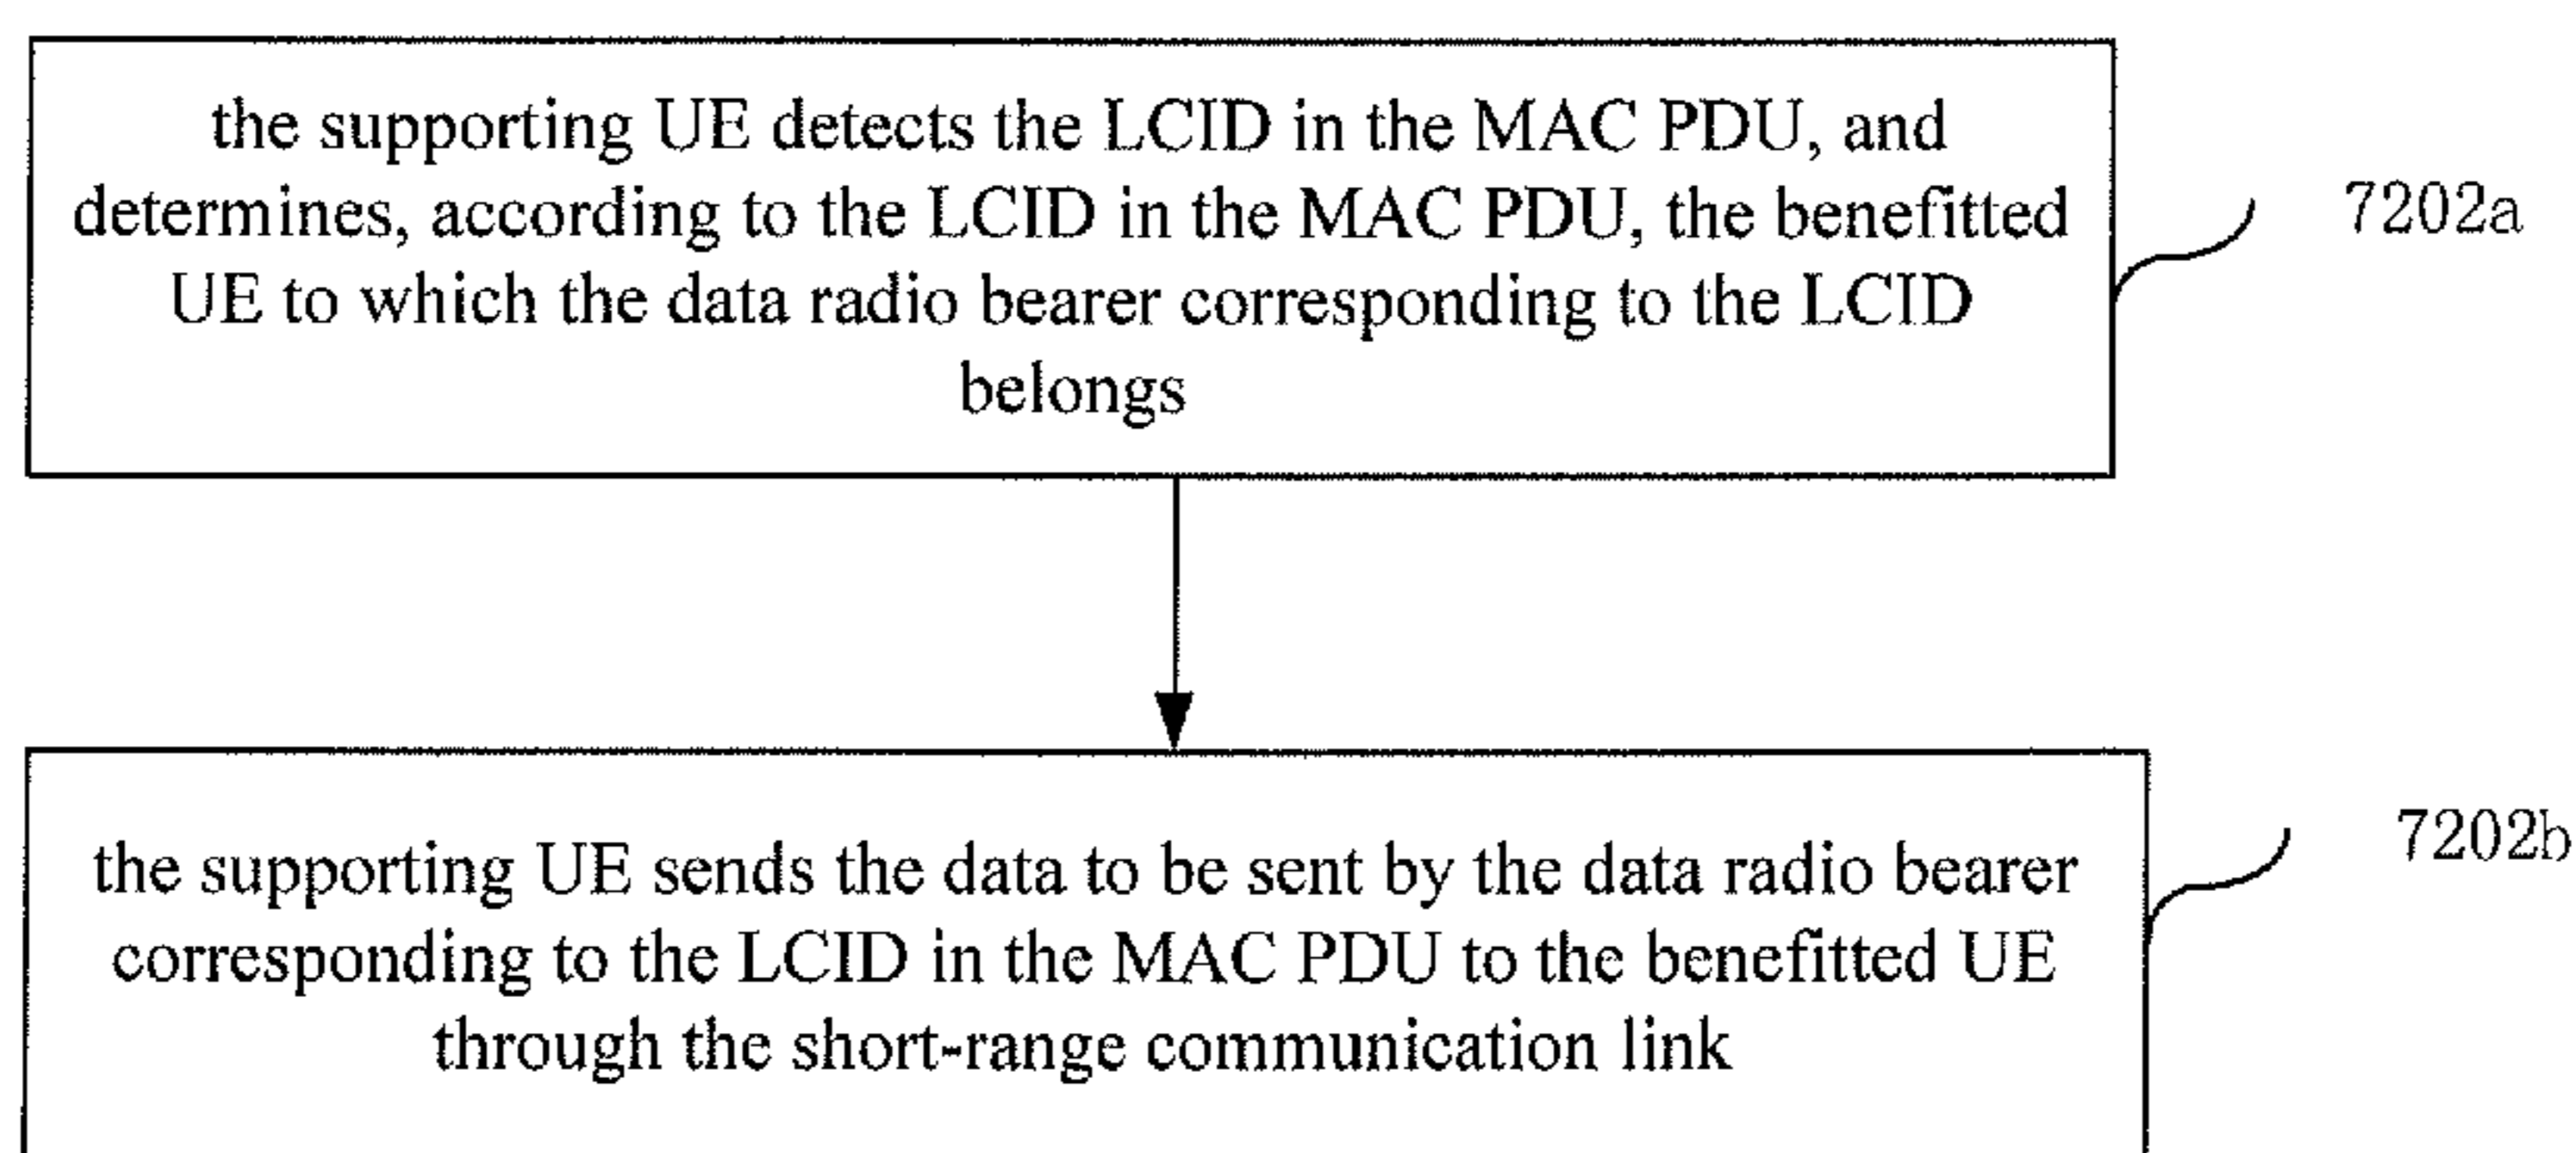 the supporting UE detects the LCID in the MAC PDU, and
determines, according to the LCID in the MAC PDU, the benefitted
UE to which the data radio bearer corresponding to the LCID
belongs
7202a
the supporting UE sends the data to be sent by the data radio bearer
corresponding to the LCID in the MAC PDU to the benefitted UE
through the short-range communication link
7202b